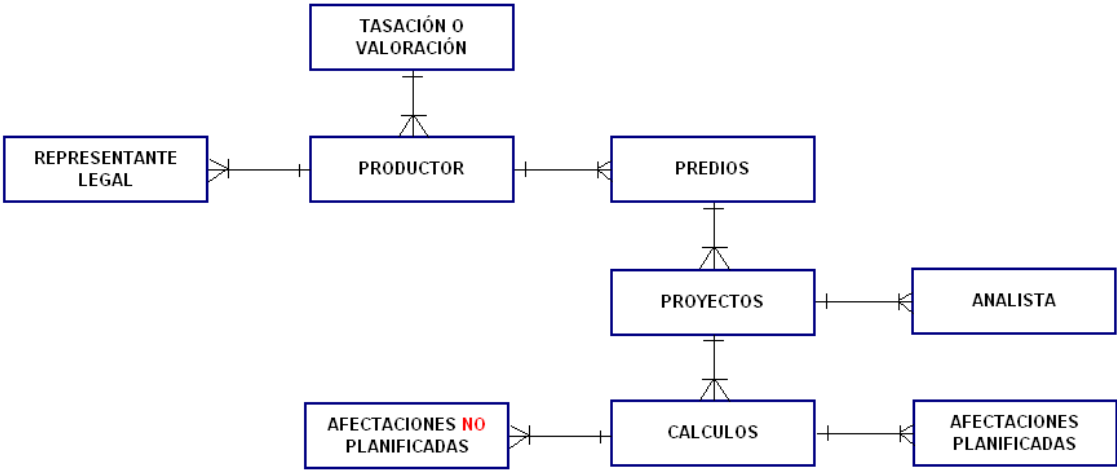 TASACIÓN O
VALORACIÓN
REPRESENTANTE
LEGAL
PRODUCTOR
PREDIOS
PROYECTOS
ANALISTA
AFECTACIONES NO
PLANIFICADAS
CALCULOS
AFECTACIONES
PLANIFICADAS